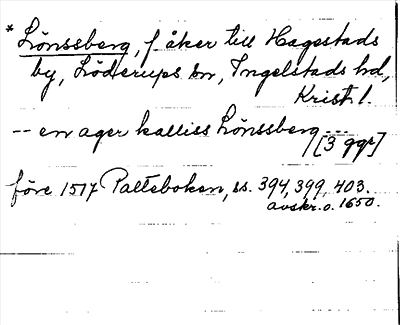 * Lönssberg, f åker till Hagestads
by, Löderups sn, Ingelstads hd,
Krist l.
-- en ager kalliss Lönssberg ---
[3 ggr]
före 1517 Palteboken, ss. 394, 399, 403.
avskr. o. 1650.